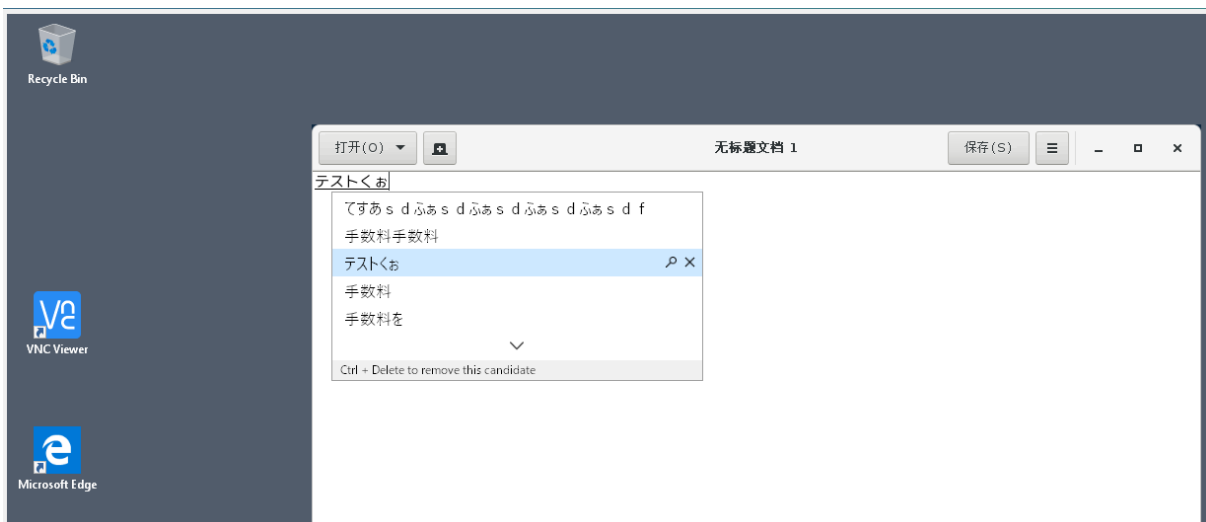 Recycle Bin
打开(O)
无标题文档 1
保存(S)
テストくぉ
てすあｓｄふぁｓｄふぁｓｄふぁｓｄふぁｓｄｆ
手数料手数料
テストくぉ
手数料
手数料を
Ctrl + Delete to remove this candidate
VNC Viewer
Microsoft Edge